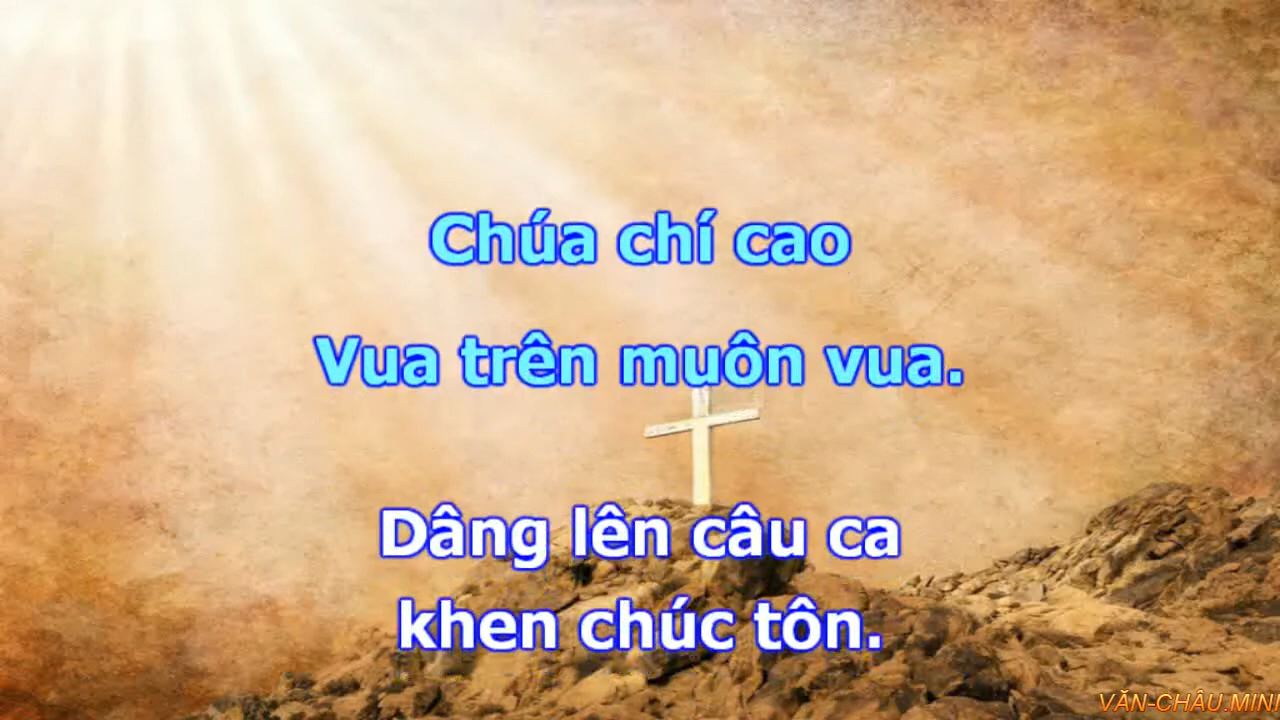 Chúa chí cao
Vua trên muôn vua.
Dâng lên câu ca
khen chúc tôn.
VĂN-CHÂU.MINI